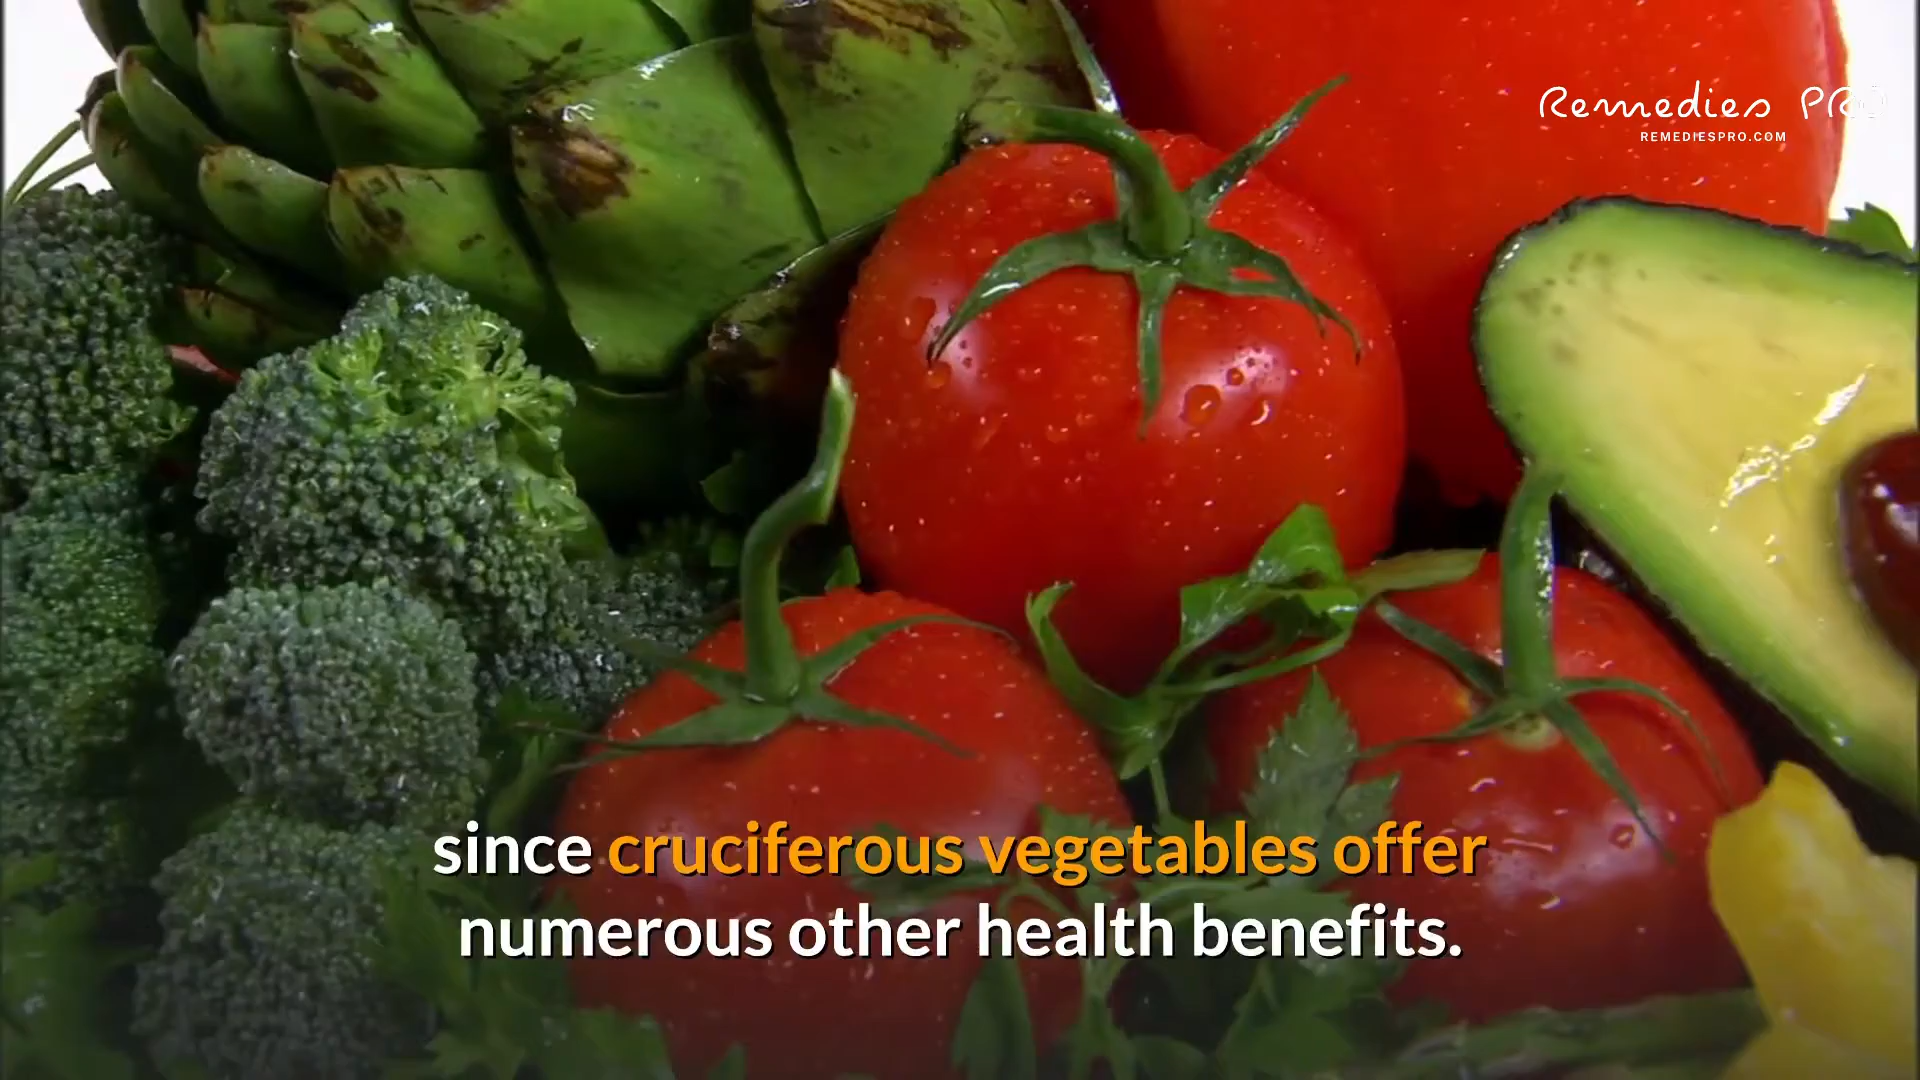 Remedies PRO
REMEDIESPRO.COM
since cruciferous vegetables offer
numerous other health benefits.